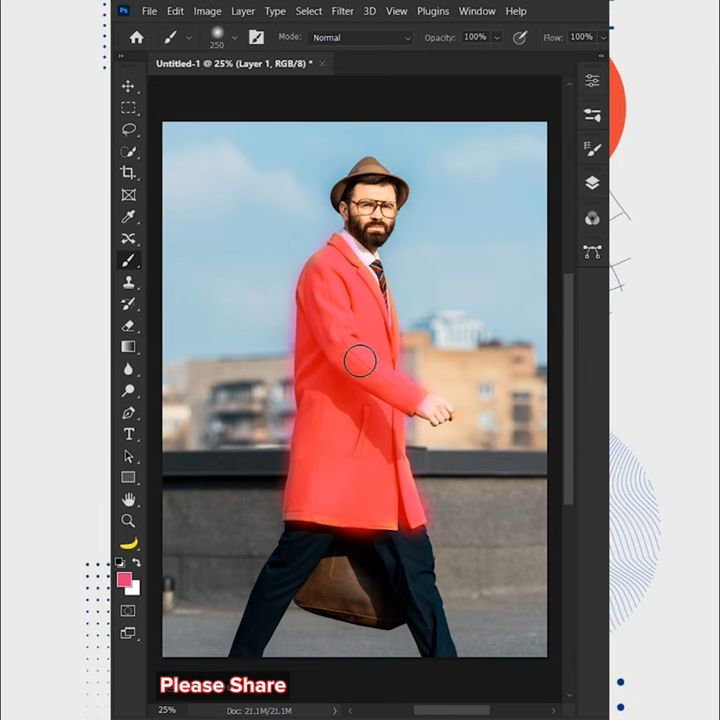 Ps File Edit Image Layer Type Select Filter 3D View Plugins Window Help
250 Mode: Normal Opacity: 100% Flow: 100%
Untitled-1 @ 25% (Layer 1, RGB/8) * ×
T
Please Share
25% Doc: 21.1M/21.1M